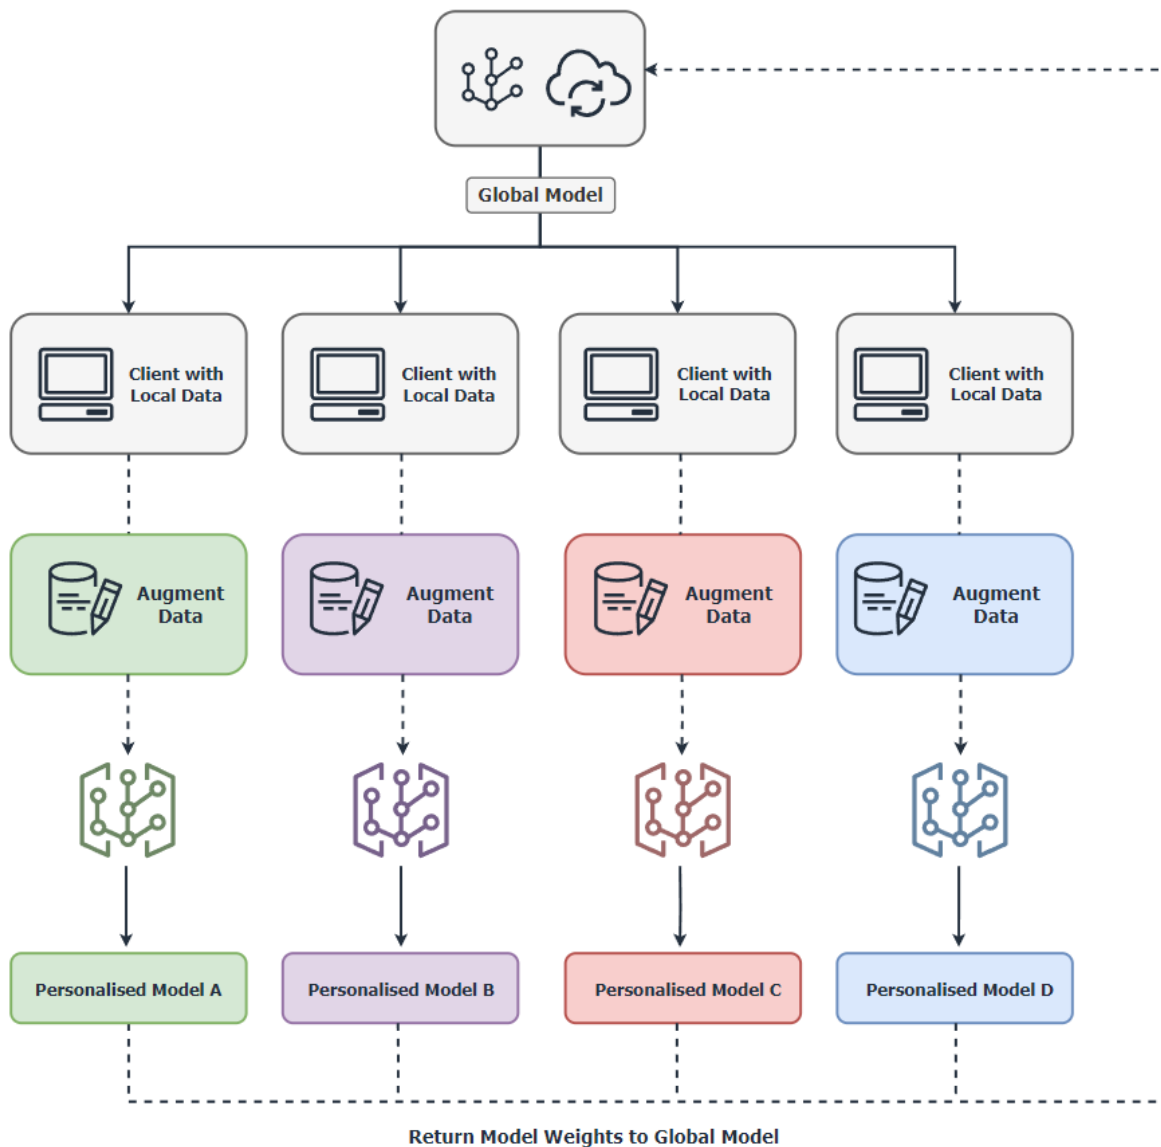 Global Model
Client with
Local Data
Client with
Local Data
Client with
Local Data
Client with
Local Data
Augment
Data
Augment
Data
Augment
Data
Augment
Data
Personalised Model A
Personalised Model B
Personalised Model C
Personalised Model D
Return Model Weights to Global Model